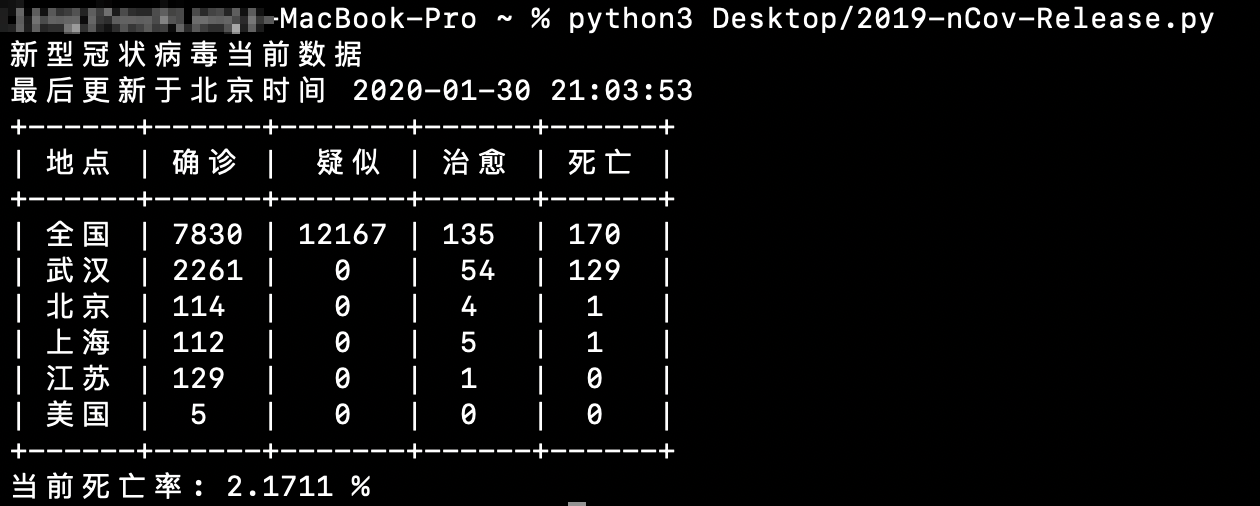 -MacBook-Pro ~ % python3 Desktop/2019-nCov-Release.py
新型冠状病毒当前数据
最后更新于北京时间 2020-01-30 21:03:53
+------+------+-------+------+------+
| 地点 | 确诊 | 疑似 | 治愈 | 死亡 |
+------+------+-------+------+------+
| 全国 | 7830 | 12167 | 135 | 170 |
| 武汉 | 2261 | 0 | 54 | 129 |
| 北京 | 114 | 0 | 4 | 1 |
| 上海 | 112 | 0 | 5 | 1 |
| 江苏 | 129 | 0 | 1 | 0 |
| 美国 | 5 | 0 | 0 | 0 |
+------+------+-------+------+------+
当前死亡率: 2.1711 %